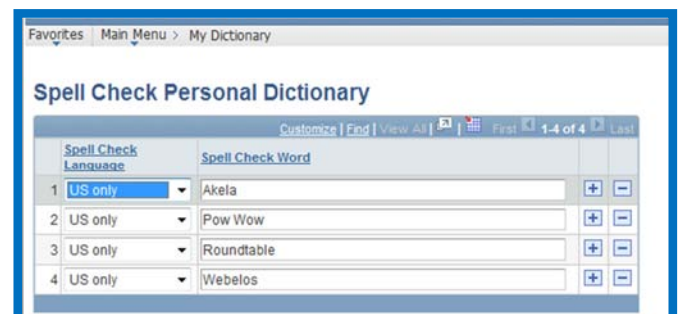 Favorites Main Menu > My Dictionary
Spell Check Personal Dictionary
Customize | Find | View All | | First 1-4 of 4 Last
Spell Check Language Spell Check Word
1 US only Akela + −
2 US only Pow Wow + −
3 US only Roundtable + −
4 US only Webelos + −